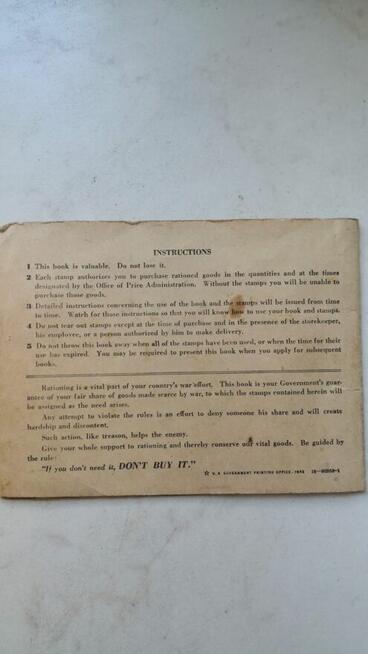 INSTRUCTIONS
1 This book is valuable. Do not lose it.
2 Each stamp authorizes you to purchase rationed goods in the quantities and at the times
designated by the Office of Price Administration. Without the stamps you will be unable to
purchase those goods.
3 Detailed instructions concerning the use of the book and the stamps will be issued from time
to time. Watch for those instructions so that you will know how to use your book and stamps.
4 Do not tear out stamps except at the time of purchase and in the presence of the storekeeper,
his employee, or a person authorized by him to make delivery.
5 Do not throw this book away when all of the stamps have been used, or when the time for their
use has expired. You may be required to present this book when you apply for subsequent
books.
Rationing is a vital part of your country's war effort. This book is your Government's guar-
antee of your fair share of goods made scarce by war, to which the stamps contained herein will
be assigned as the need arises.
Any attempt to violate the rules is an effort to deny someone his share and will create
hardship and discontent.
Such action, like treason, helps the enemy.
Give your whole support to rationing and thereby conserve our vital goods. Be guided by
the rule:
"If you don't need it, DON'T BUY IT."
☆ U. S. GOVERNMENT PRINTING OFFICE : 1942